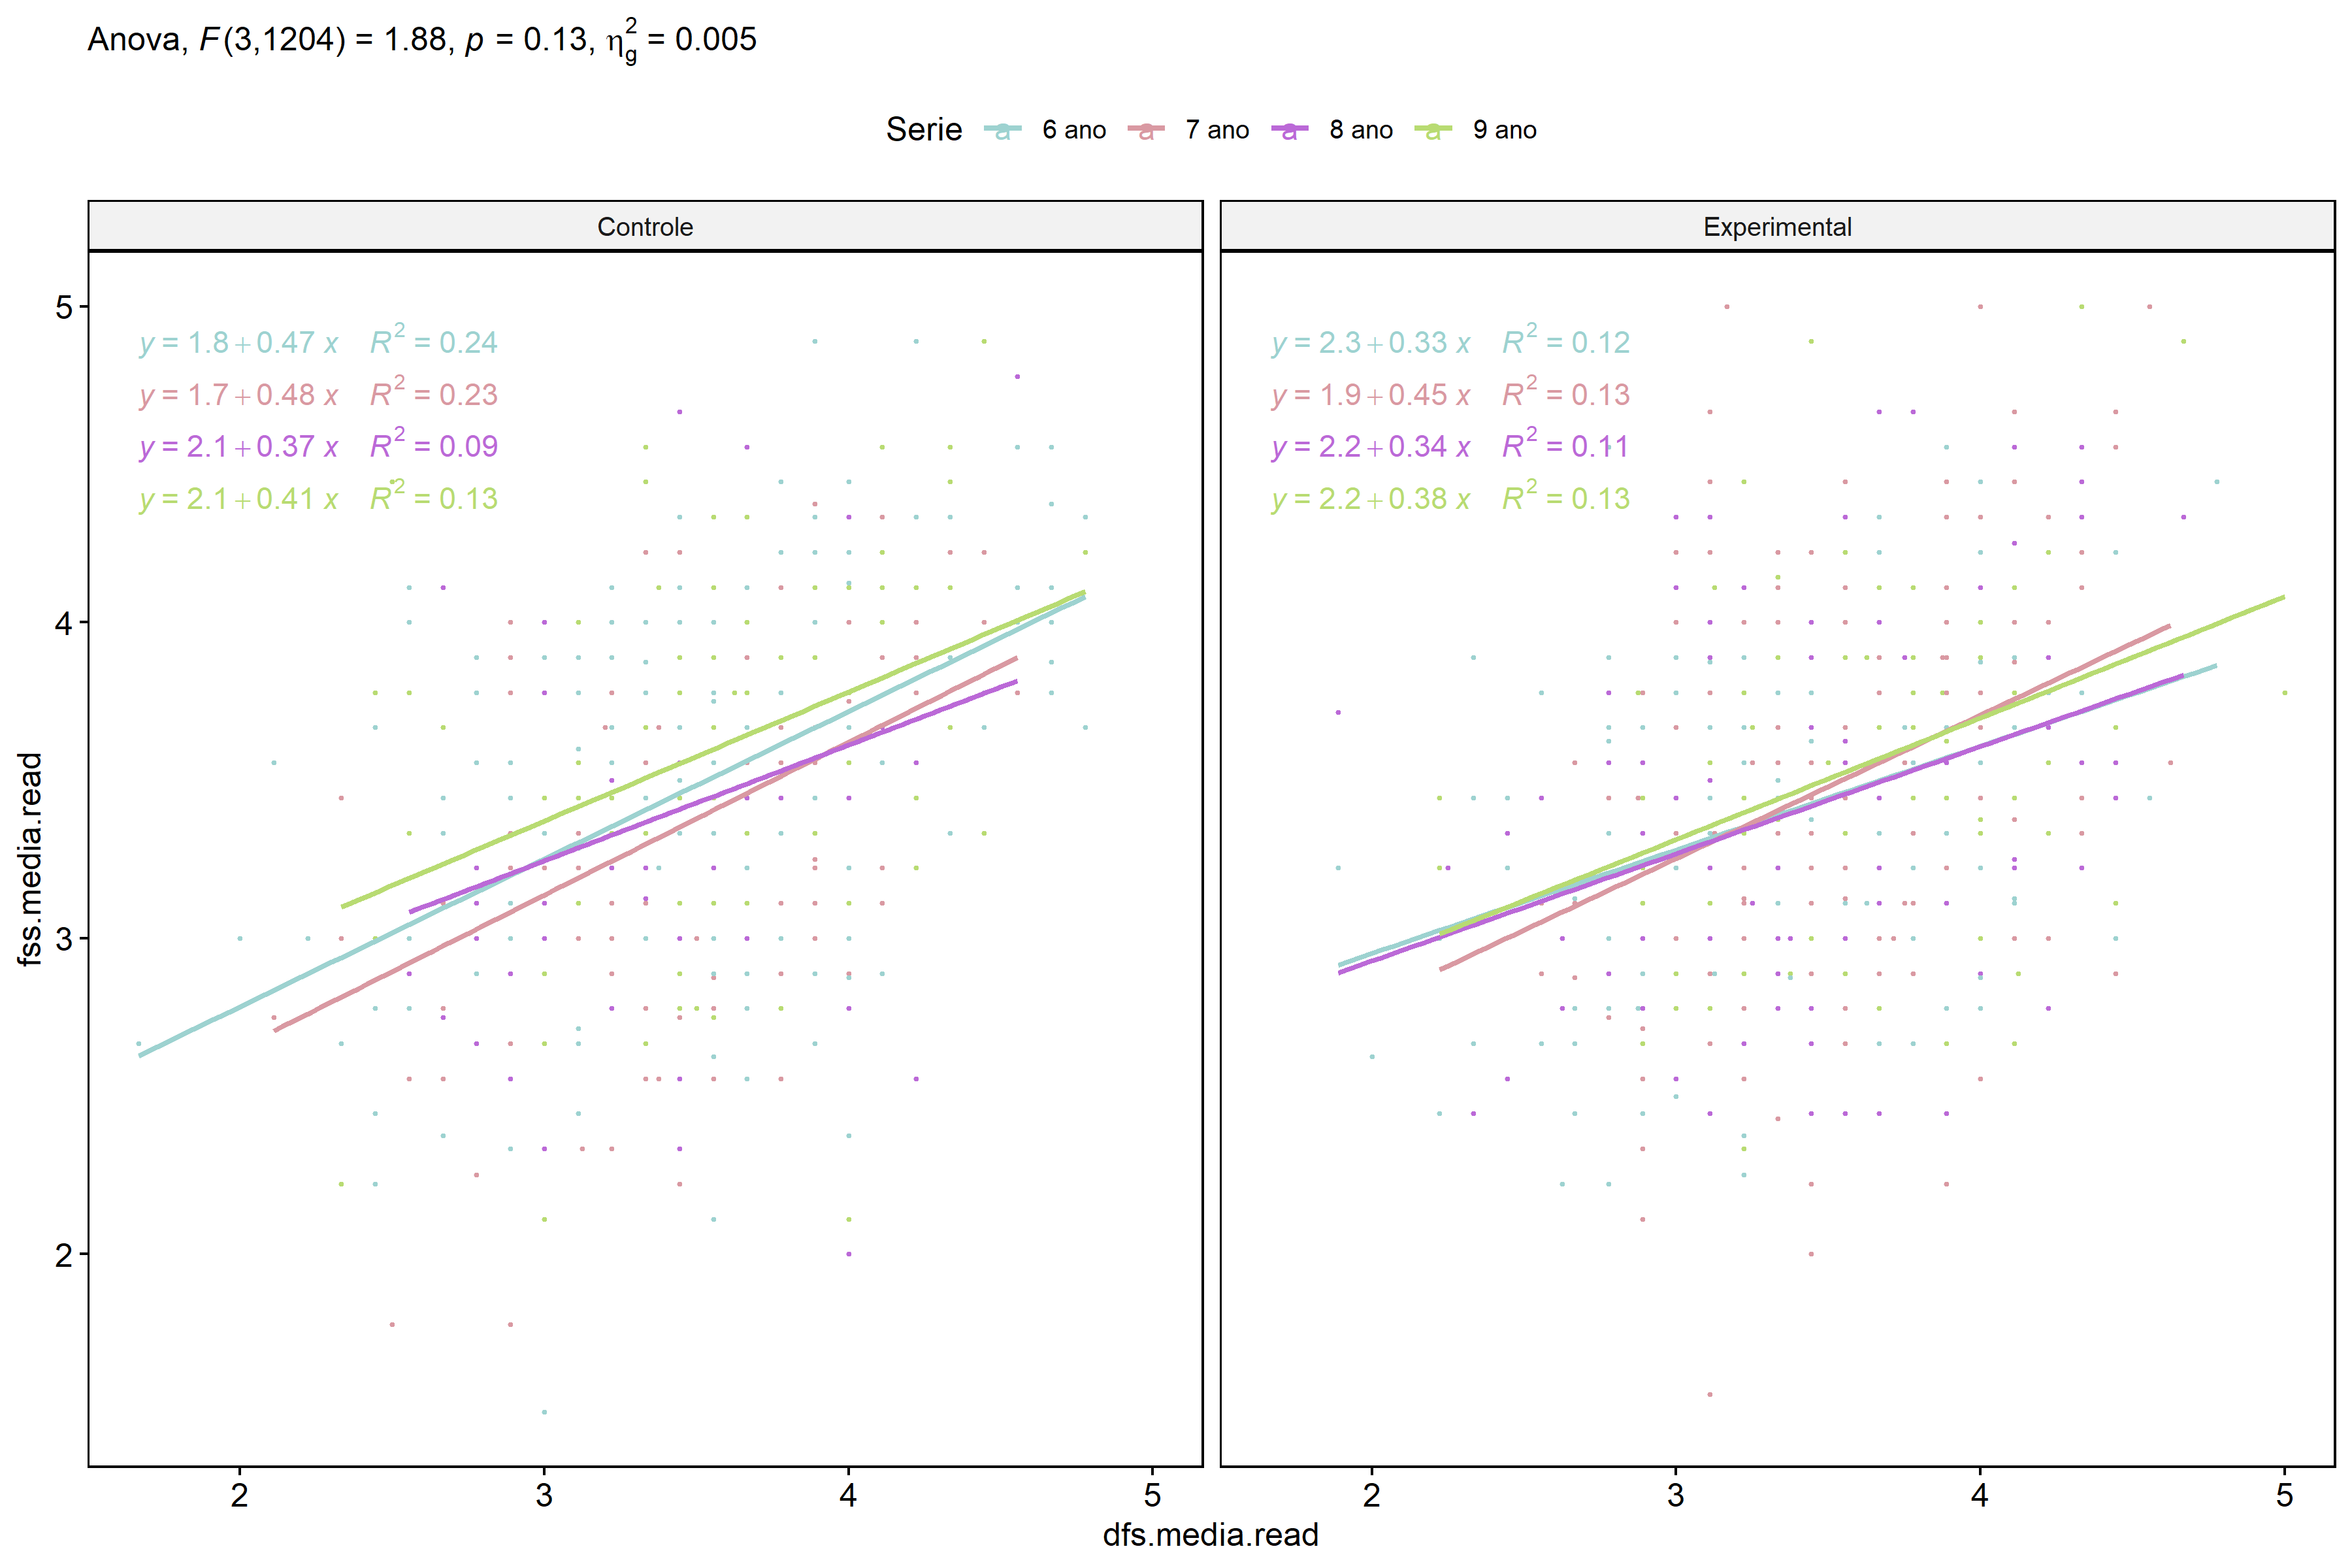 Anova, F(3,1204) = 1.88, p = 0.13, η²g = 0.005
Serie a 6 ano a 7 ano a 8 ano a 9 ano
Controle
Experimental
y = 1.8 + 0.47 x R² = 0.24
y = 1.7 + 0.48 x R² = 0.23
y = 2.1 + 0.37 x R² = 0.09
y = 2.1 + 0.41 x R² = 0.13
y = 2.3 + 0.33 x R² = 0.12
y = 1.9 + 0.45 x R² = 0.13
y = 2.2 + 0.34 x R² = 0.11
y = 2.2 + 0.38 x R² = 0.13
5
4
3
2
fss.media.read
2 3 4 5
2 3 4 5
dfs.media.read